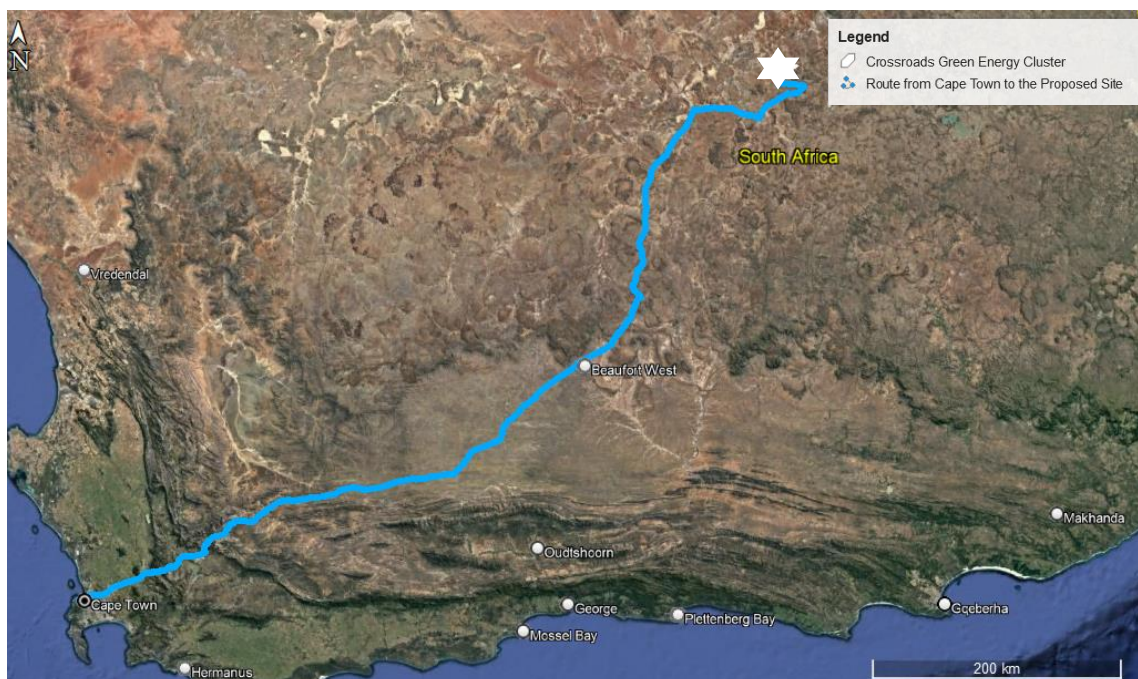 N
Legend
Crossroads Green Energy Cluster
Route from Cape Town to the Proposed Site
South Africa
Vredendal
Beaufort West
Makhanda
Oudtshoorn
Cape Town
George
Gqeberha
Plettenberg Bay
Mossel Bay
Hermanus
200 km